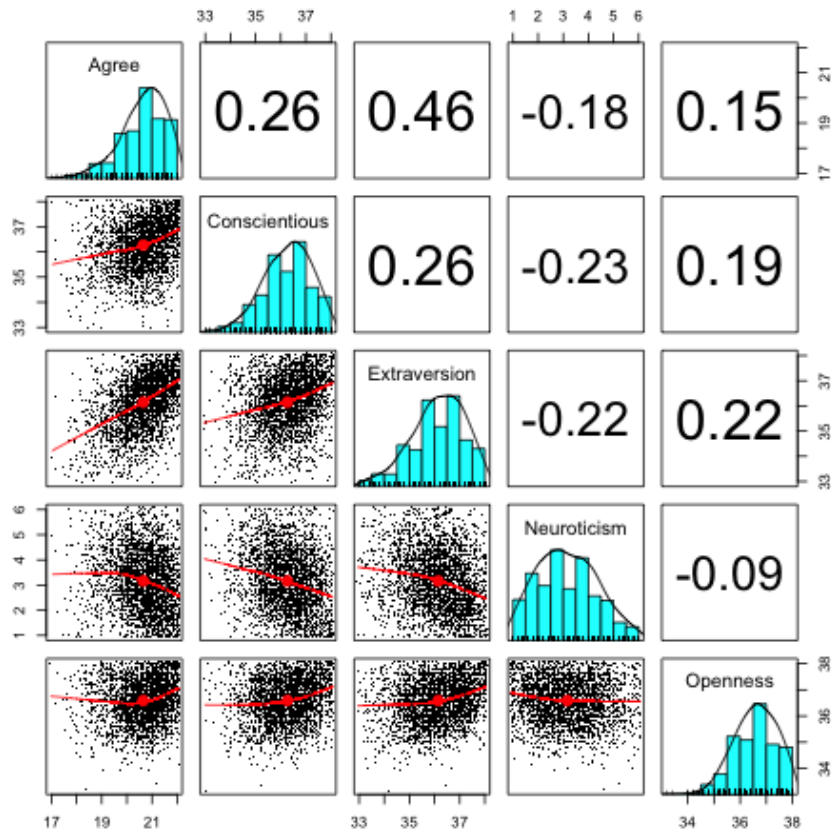 33 35 37 1 2 3 4 5 6
Agree
0.26 0.46 -0.18 0.15
17 19 21
33 35 37
Conscientious
0.26 -0.23 0.19
Extraversion
-0.22 0.22
33 35 37
1 2 3 4 5 6
Neuroticism
-0.09
Openness
34 36 38
17 19 21 33 35 37 34 36 38